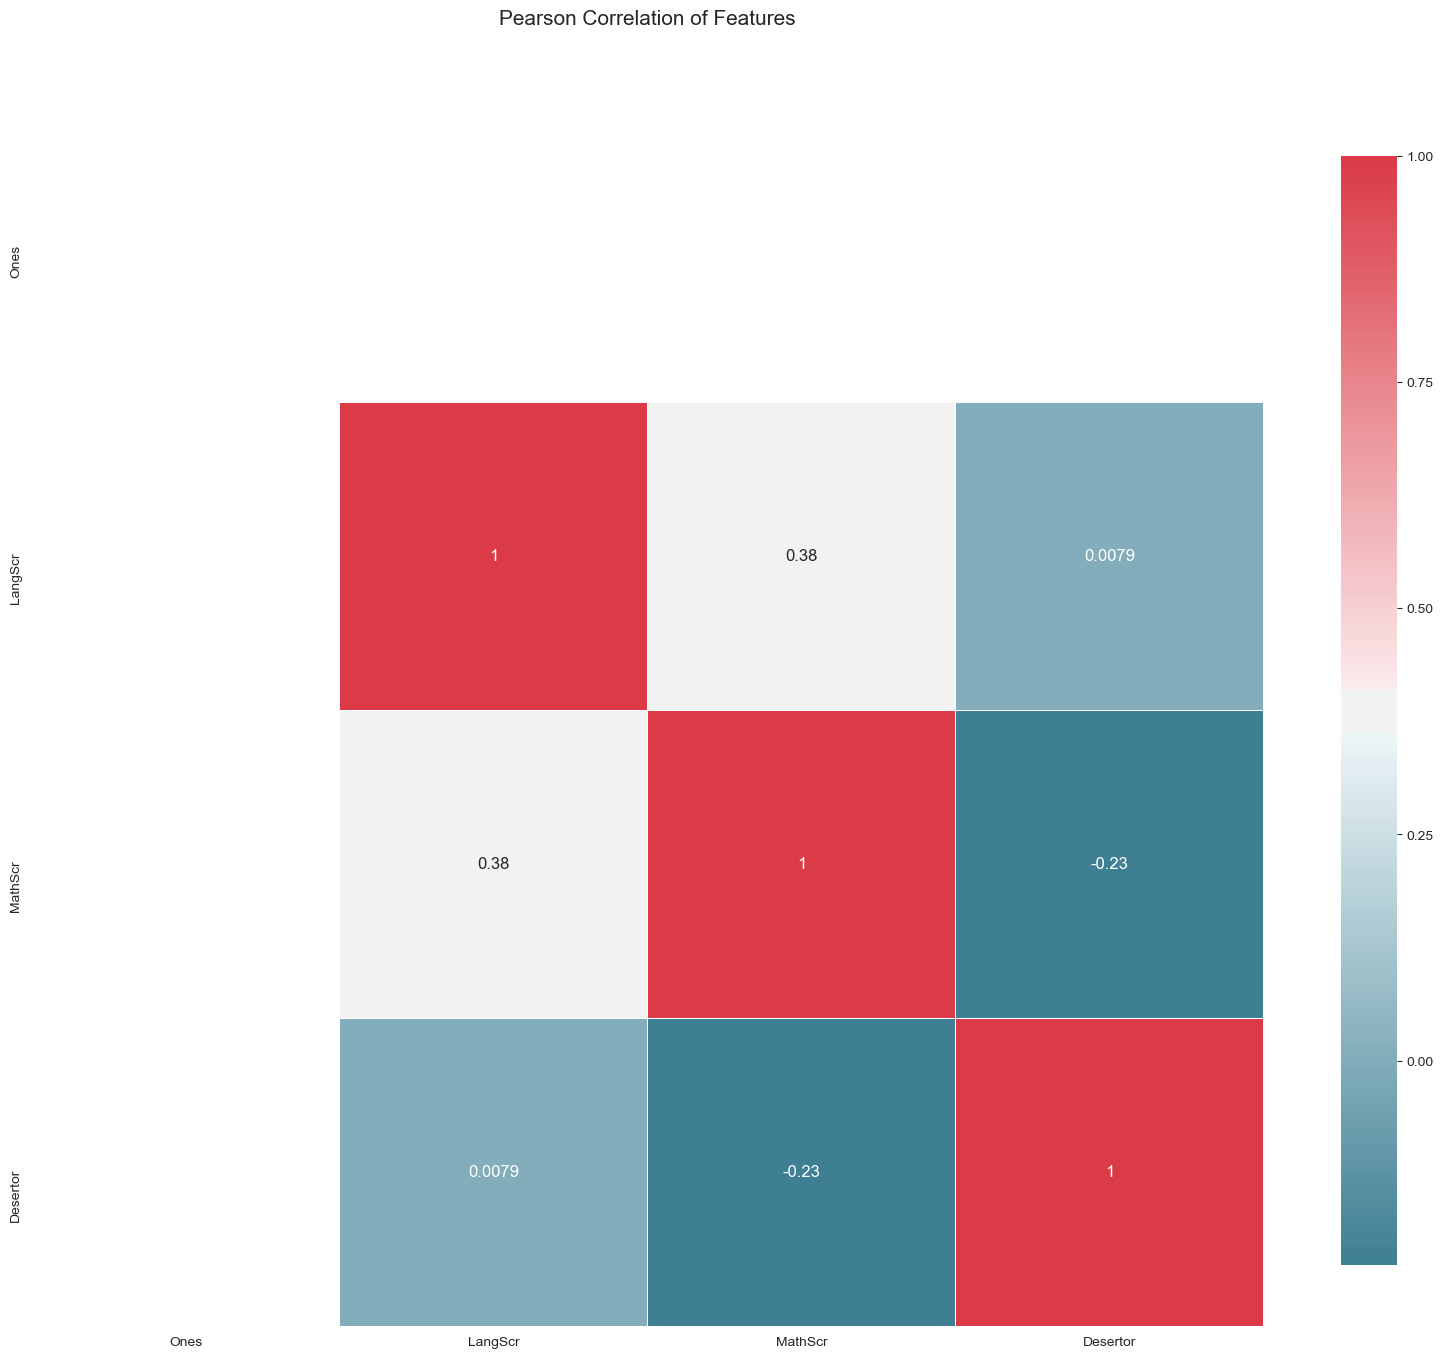 Pearson Correlation of Features
Ones
LangScr
1
0.38
0.0079
MathScr
0.38
1
-0.23
Desertor
0.0079
-0.23
1
Ones
LangScr
MathScr
Desertor
1.00
0.75
0.50
0.25
0.00